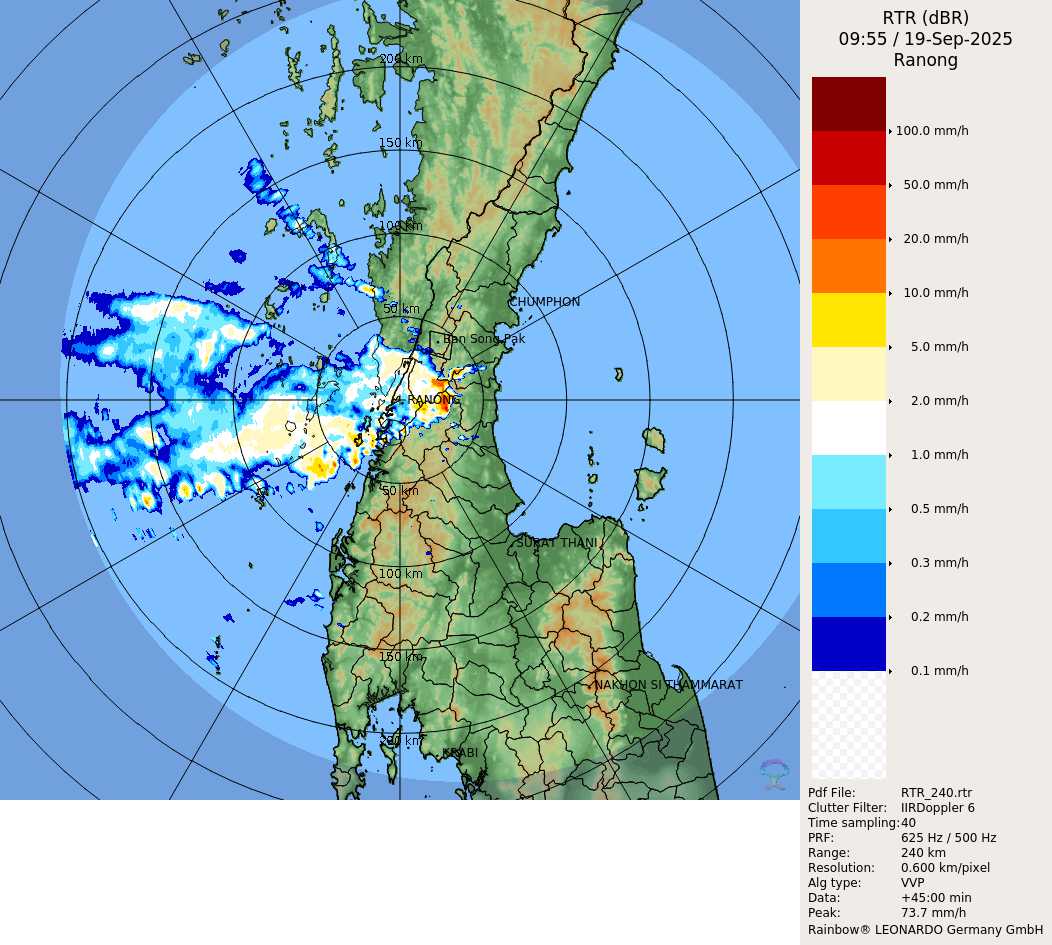 RTR (dBR)
09:55 / 19-Sep-2025
Ranong
100.0 mm/h
50.0 mm/h
20.0 mm/h
10.0 mm/h
5.0 mm/h
2.0 mm/h
1.0 mm/h
0.5 mm/h
0.3 mm/h
0.2 mm/h
0.1 mm/h
Pdf File: RTR_240.rtr
Clutter Filter: IIRDoppler 6
Time sampling: 40
PRF: 625 Hz / 500 Hz
Range: 240 km
Resolution: 0.600 km/pixel
Alg type: VVP
Data: +45:00 min
Peak: 73.7 mm/h
Rainbow® LEONARDO Germany GmbH
200 km
150 km
100 km
50 km
CHUMPHON
Ban Song Pak
RANONG
50 km
SURAT THANI
100 km
150 km
NAKHON SI THAMMARAT
200 km
KRABI